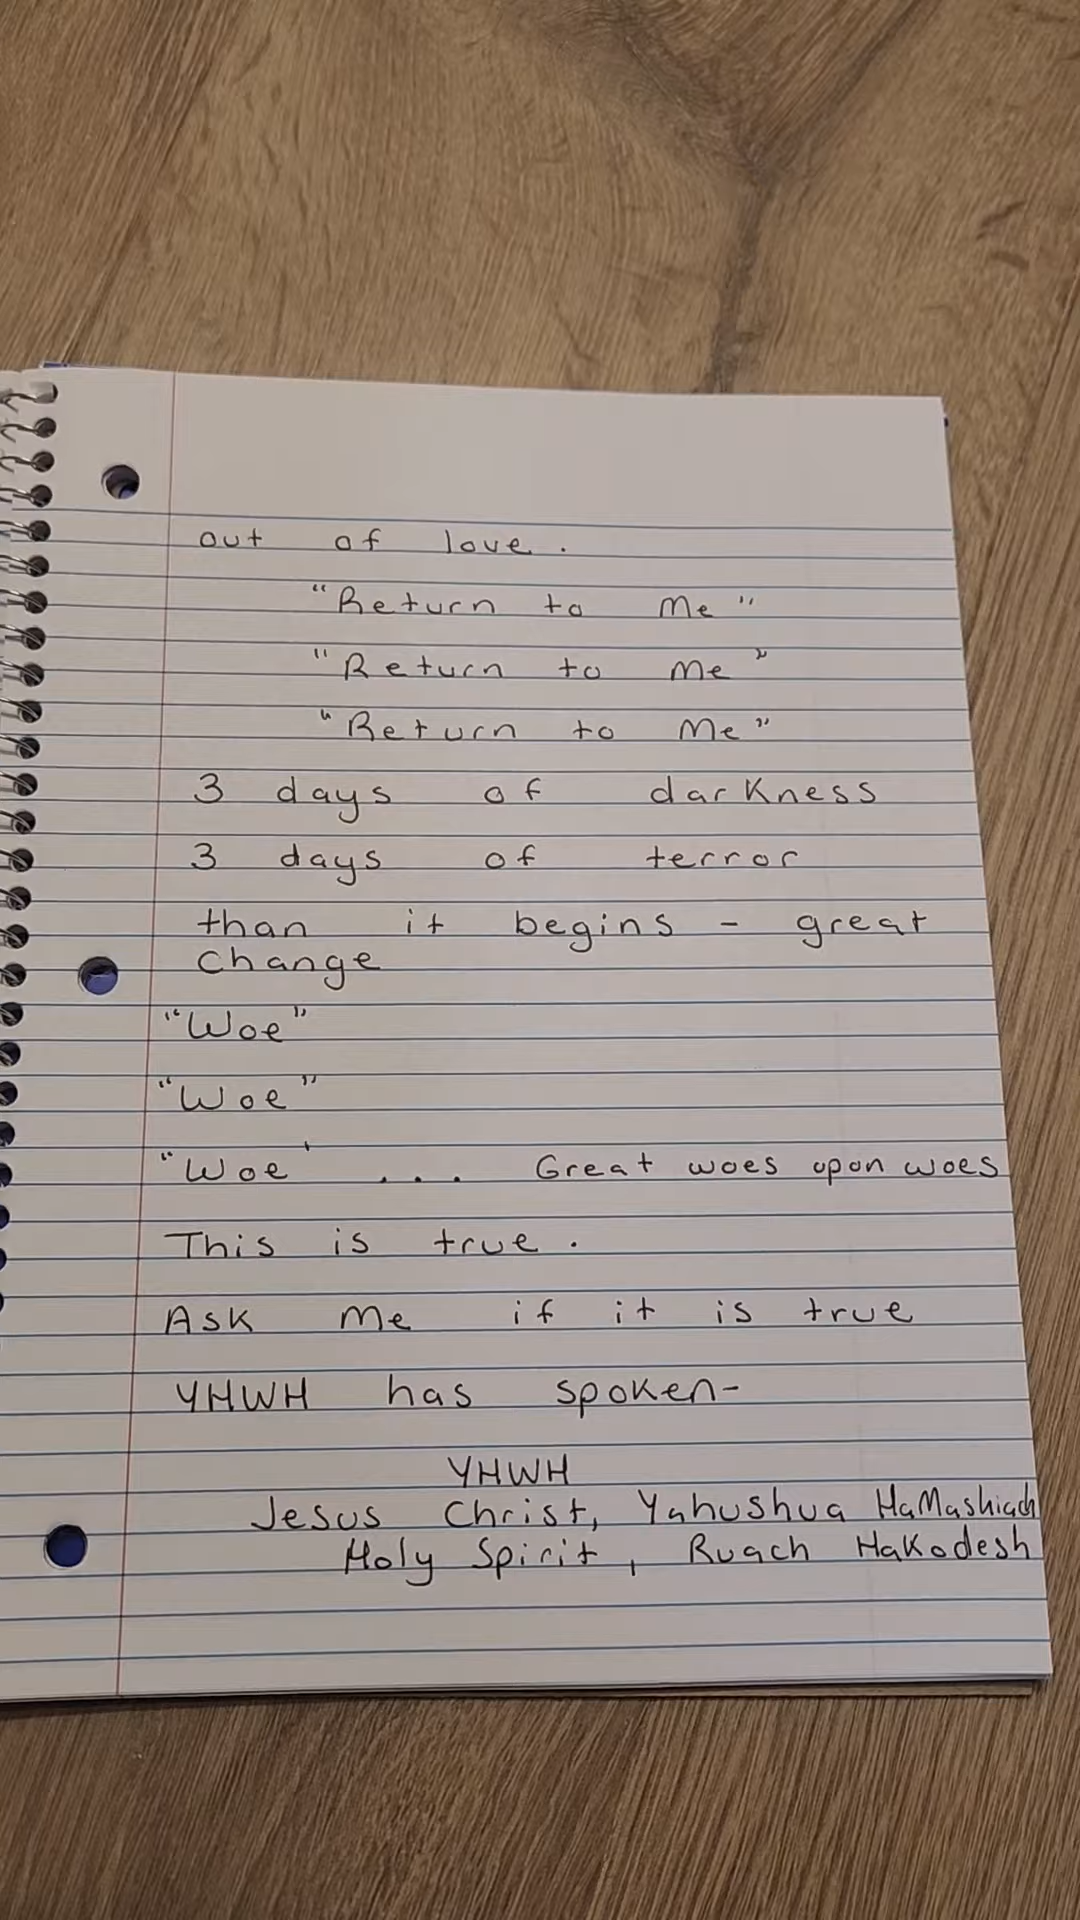 out of love.
"Return to Me"
"Return to Me"
"Return to Me"
3 days of darkness
3 days of terror
than it begins - great
change
"Woe"
"Woe"
"Woe' ... Great woes upon woes
This is true.
Ask Me if it is true
YHWH has spoken-
YHWH
Jesus Christ, Yahushua HaMashiach
Holy Spirit, Ruach HaKodesh